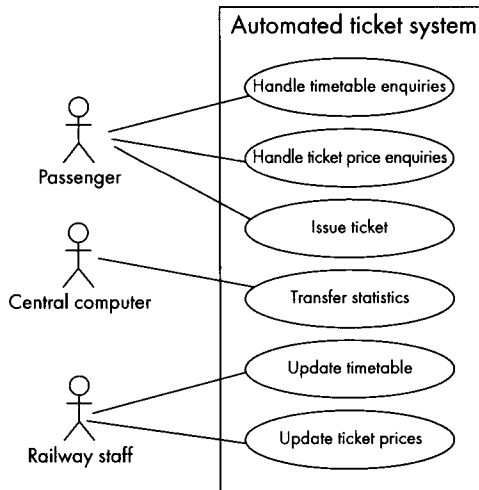 Automated ticket system
Handle timetable enquiries
Handle ticket price enquiries
Passenger
Issue ticket
Transfer statistics
Central computer
Update timetable
Update ticket prices
Railway staff